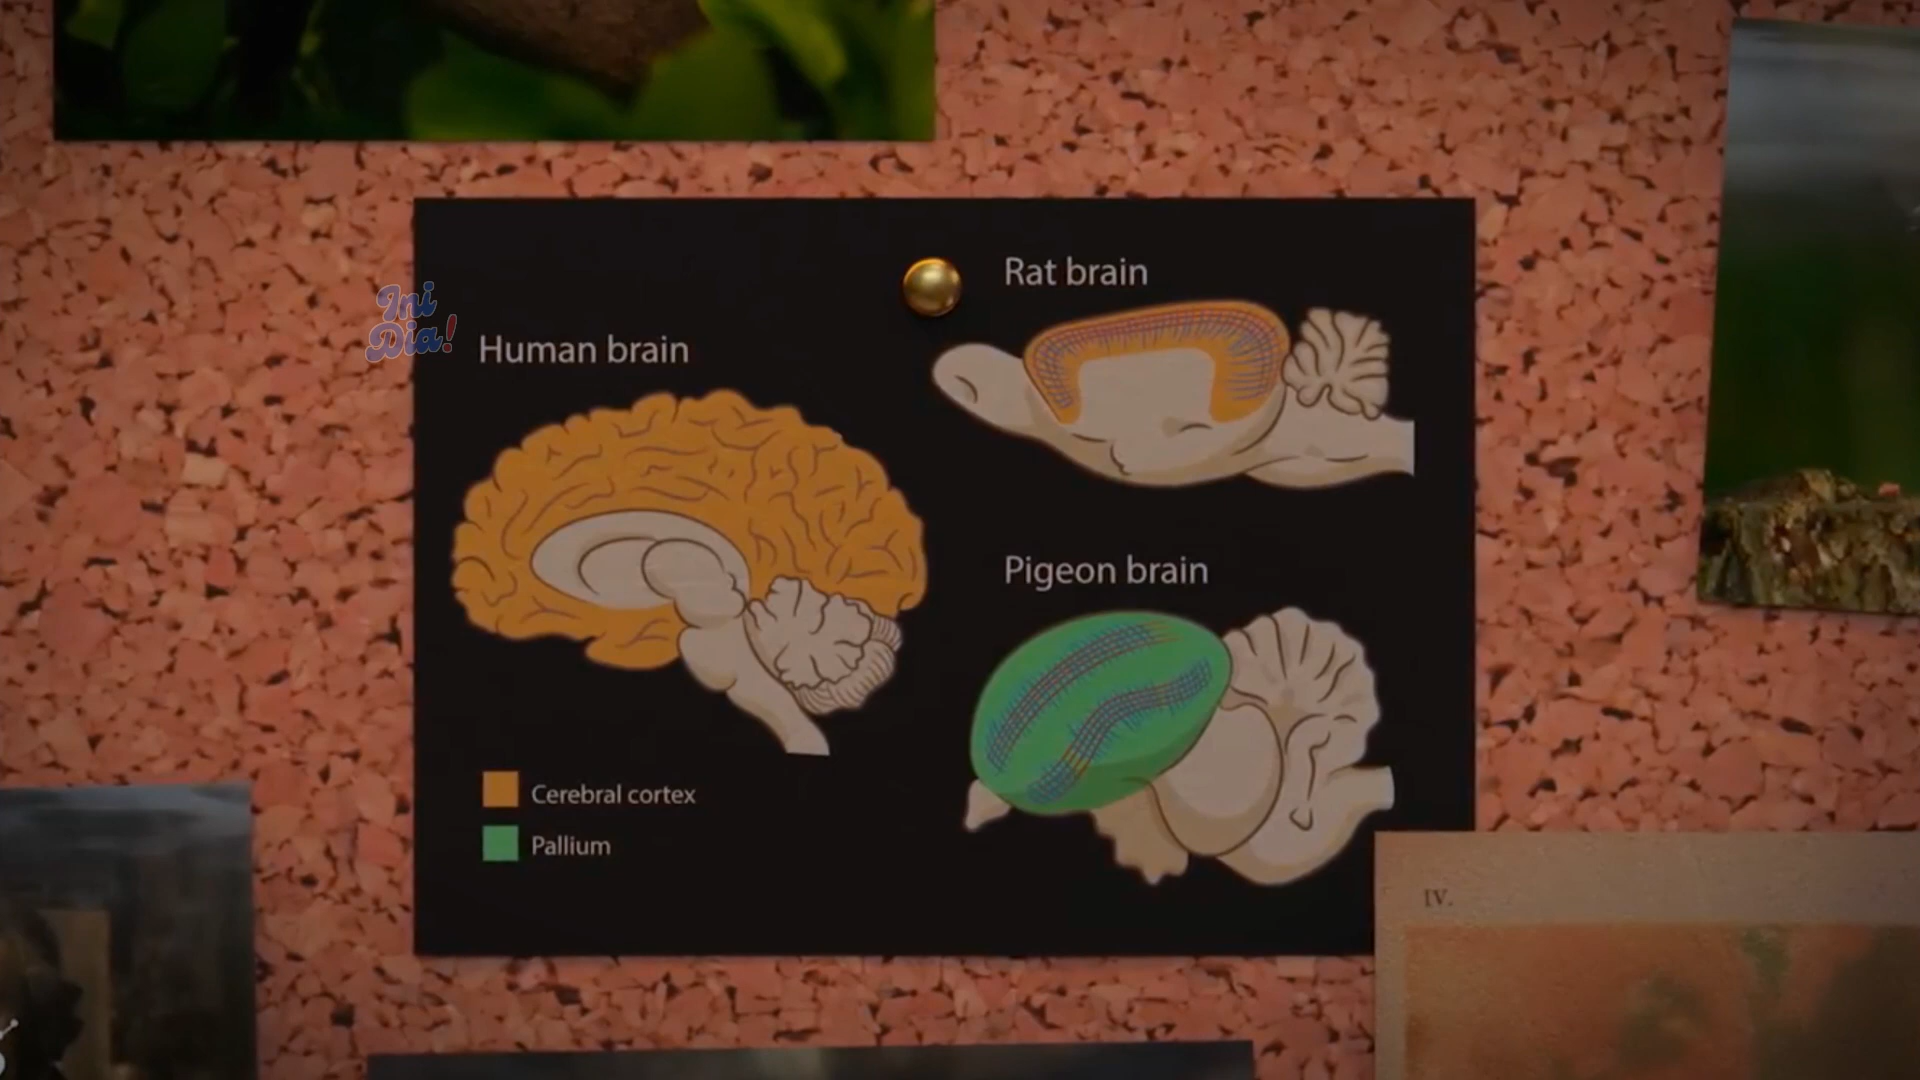 Ini
Dia!
Human brain
Rat brain
Pigeon brain
Cerebral cortex
Pallium
IV.